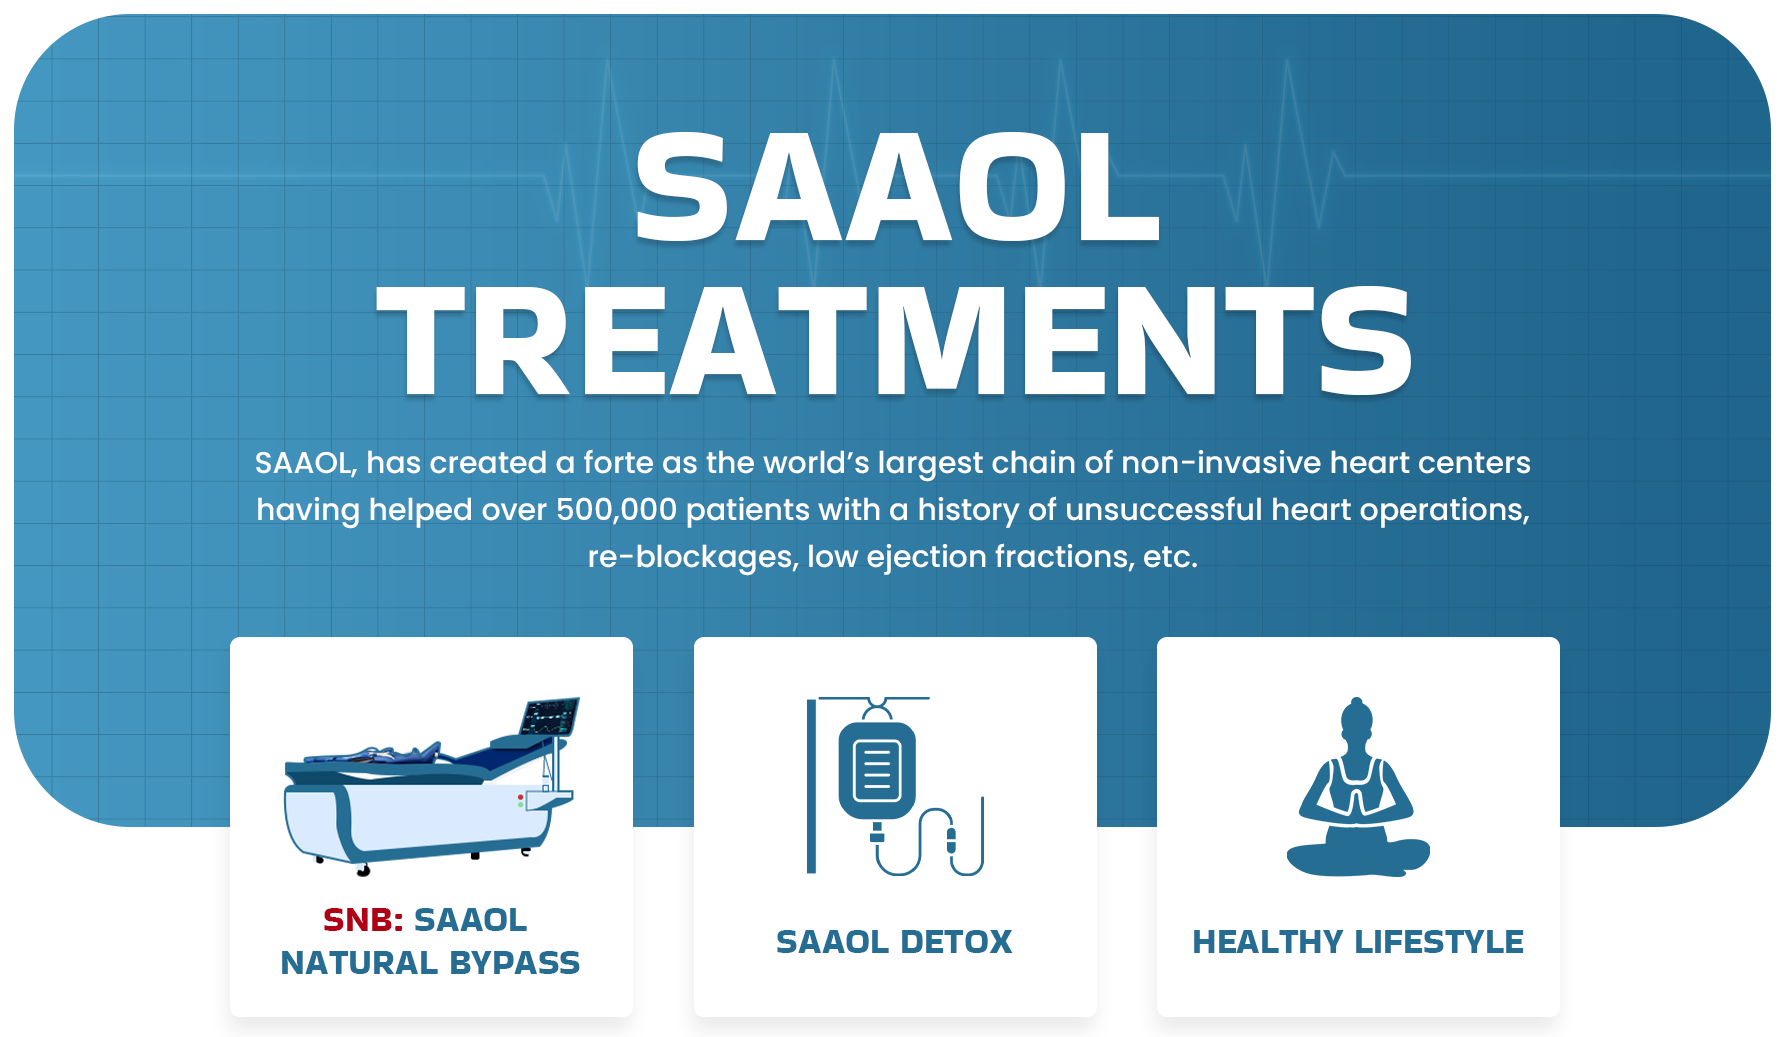 SAAOL
TREATMENTS
SAAOL, has created a forte as the world’s largest chain of non-invasive heart centers
having helped over 500,000 patients with a history of unsuccessful heart operations,
re-blockages, low ejection fractions, etc.
SNB: SAAOL
NATURAL BYPASS
SAAOL DETOX
HEALTHY LIFESTYLE